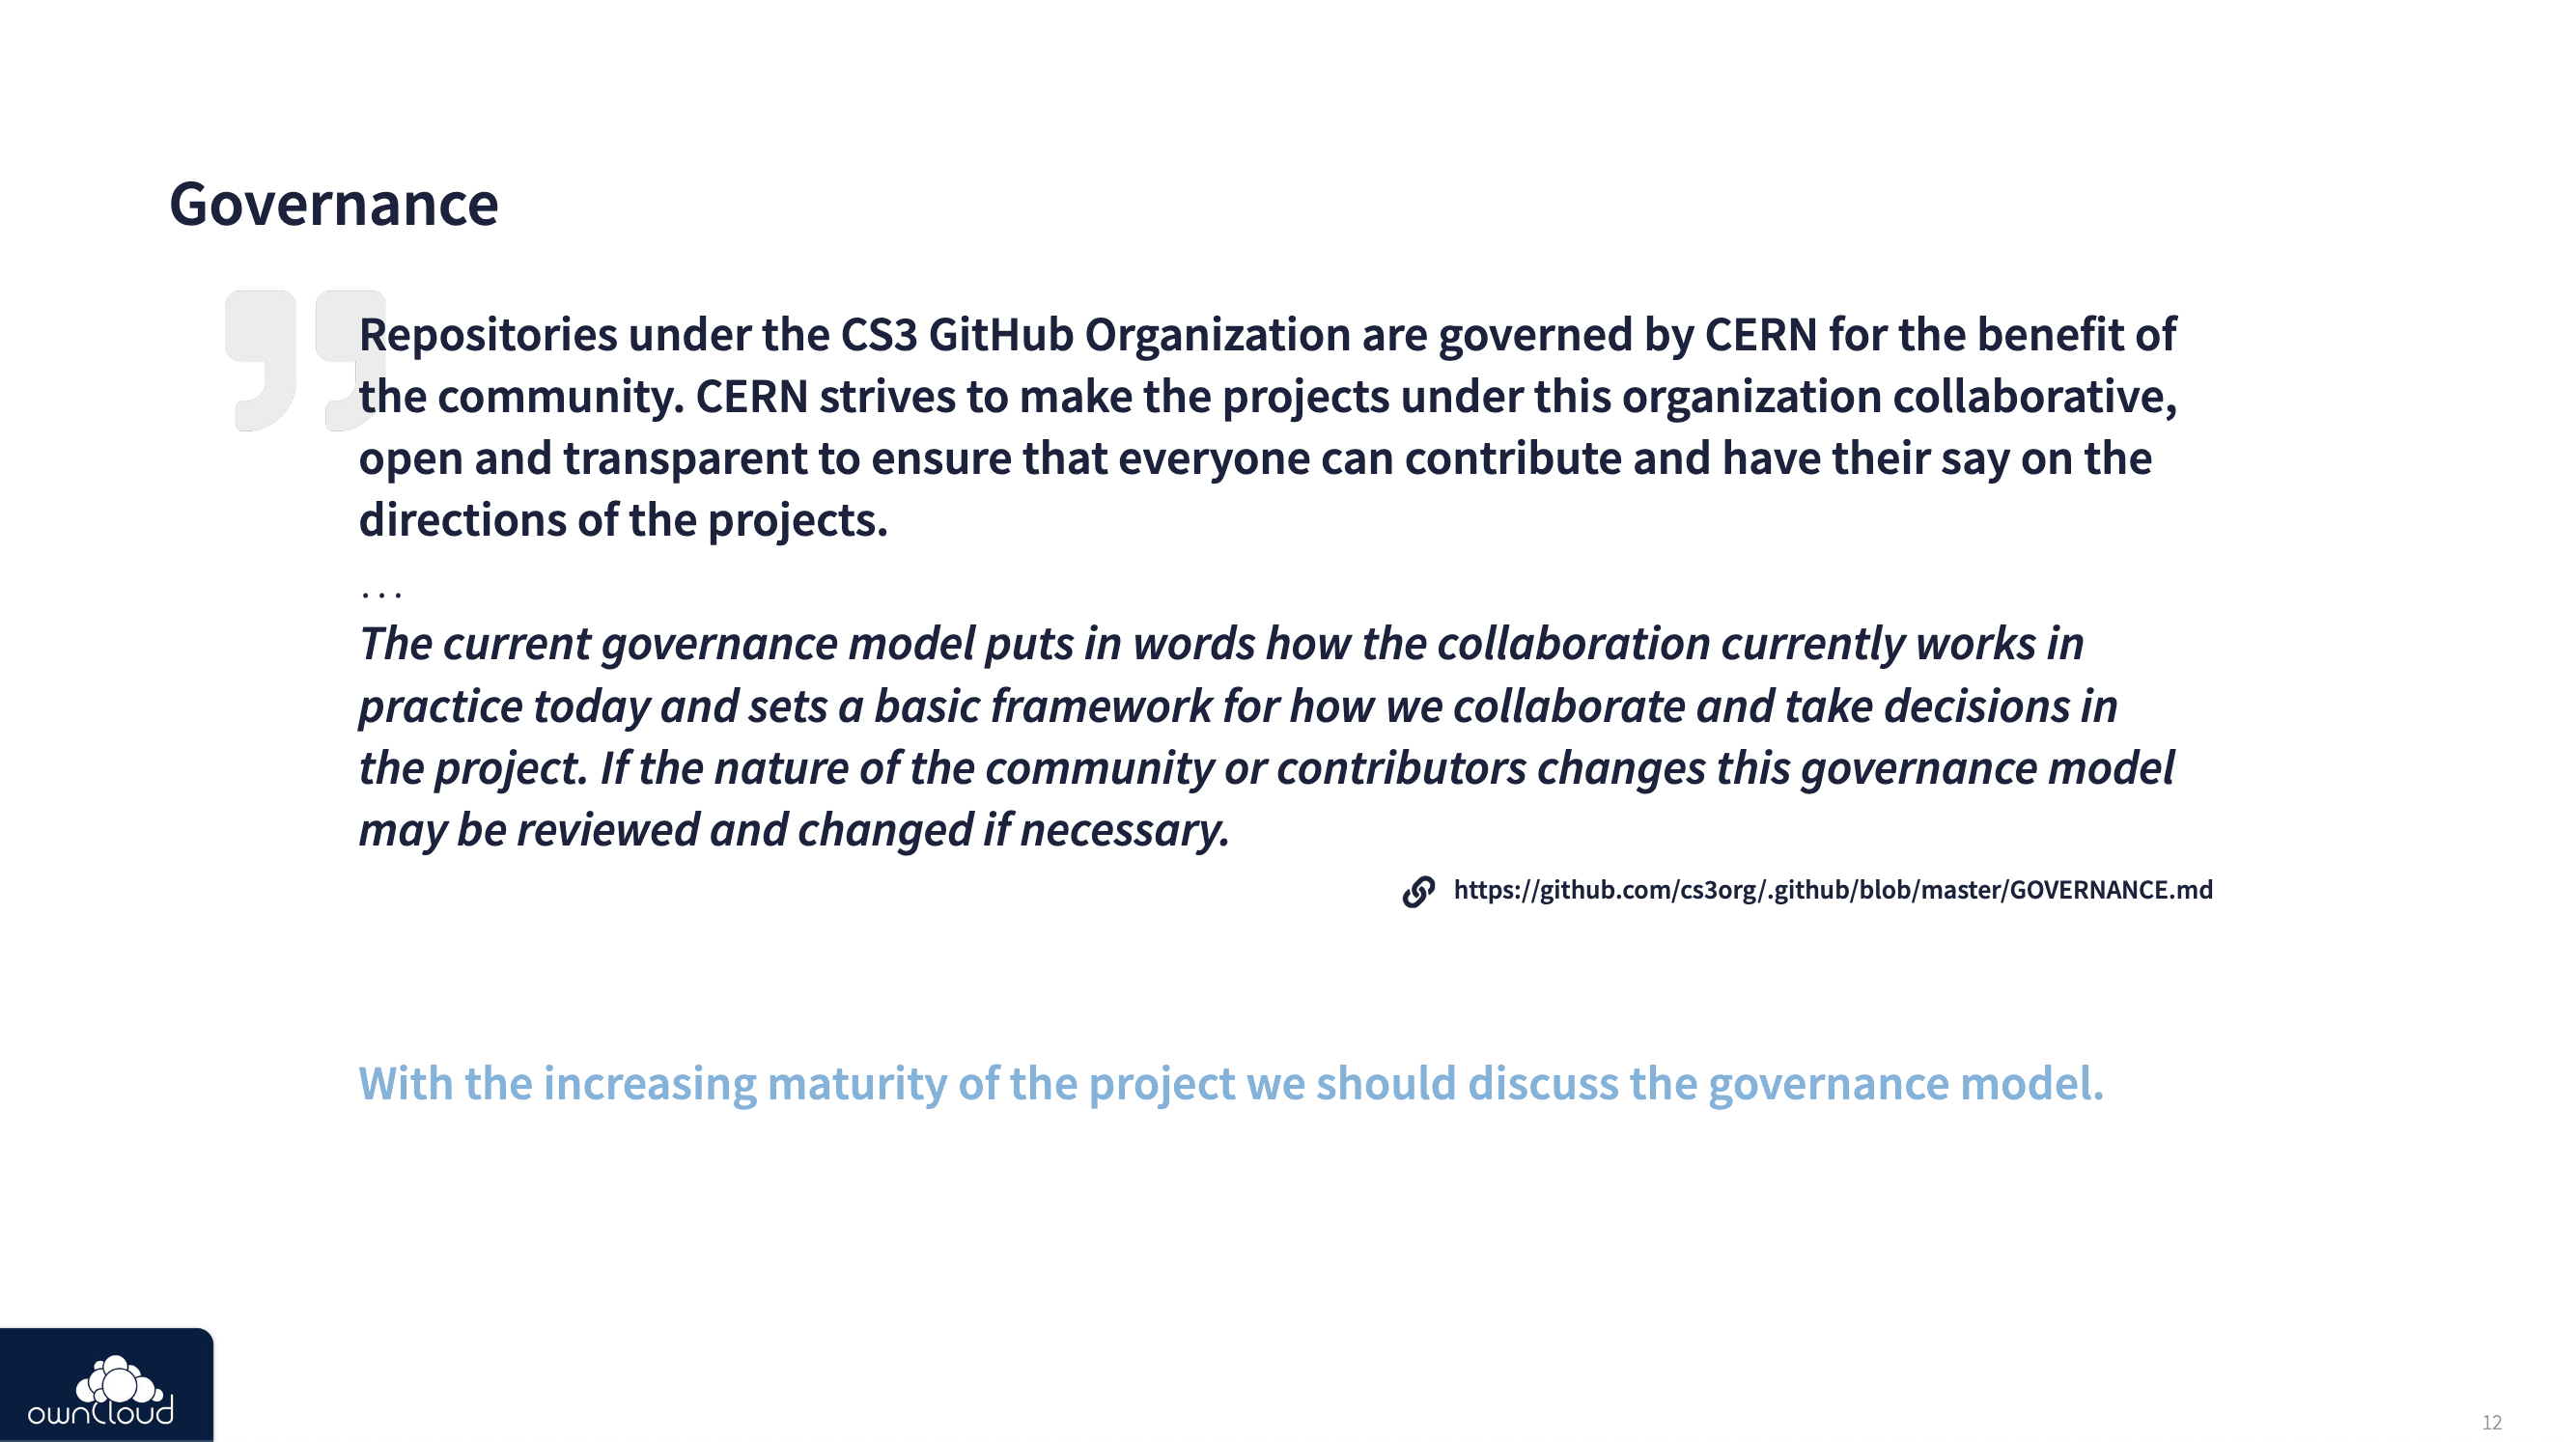 Governance
Repositories under the CS3 GitHub Organization are governed by CERN for the benefit of
the community. CERN strives to make the projects under this organization collaborative,
open and transparent to ensure that everyone can contribute and have their say on the
directions of the projects.
...
The current governance model puts in words how the collaboration currently works in
practice today and sets a basic framework for how we collaborate and take decisions in
the project. If the nature of the community or contributors changes this governance model
may be reviewed and changed if necessary.
https://github.com/cs3org/.github/blob/master/GOVERNANCE.md
With the increasing maturity of the project we should discuss the governance model.
ownCloud
12